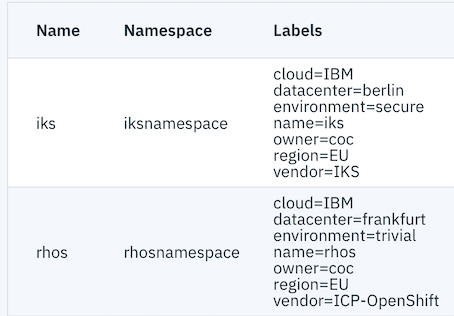 Name Namespace Labels
cloud=IBM
datacenter=berlin
environment=secure
iks iksnamespace name=iks
owner=coc
region=EU
vendor=IKS
cloud=IBM
datacenter=frankfurt
environment=trivial
rhos rhosnamespace name=rhos
owner=coc
region=EU
vendor=ICP-OpenShift